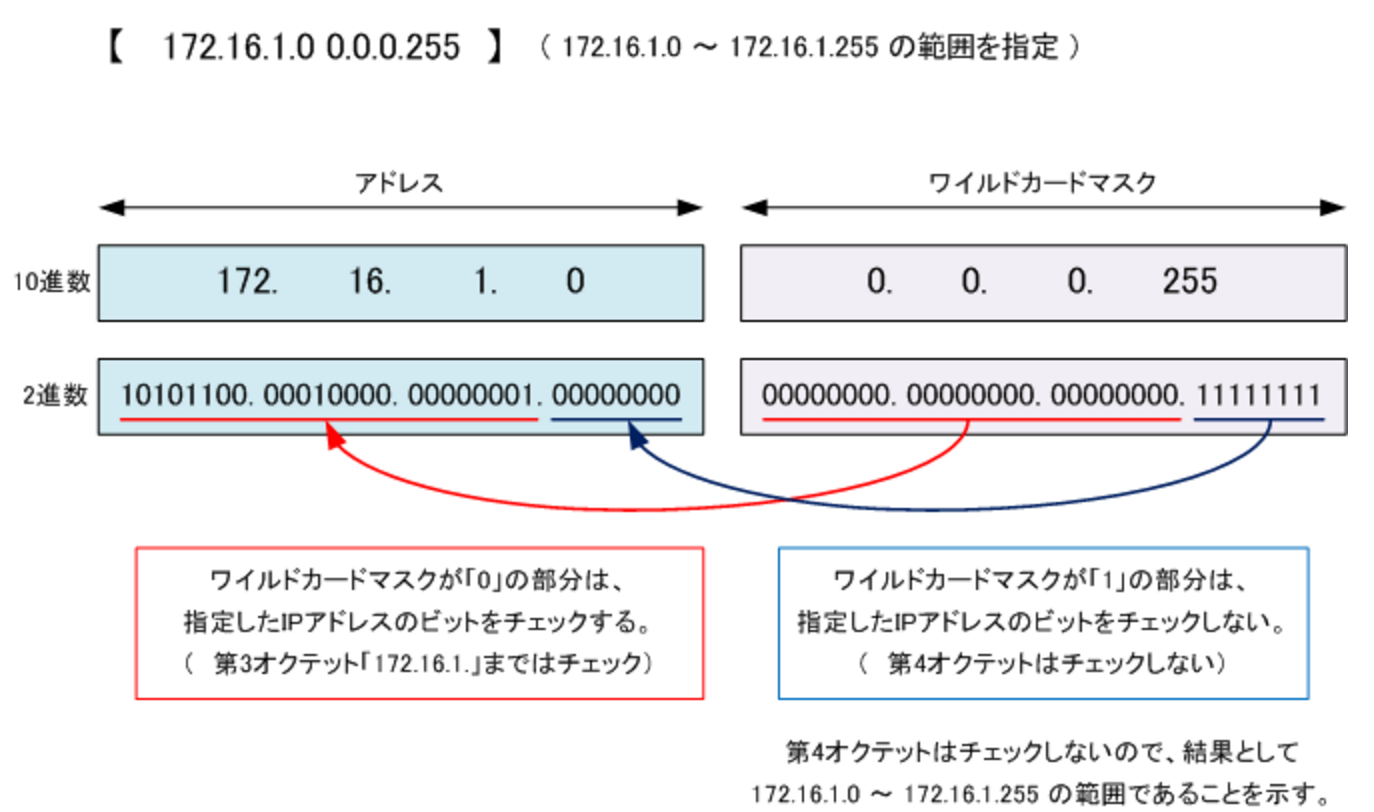 【 172.16.1.0 0.0.0.255 】 （ 172.16.1.0 ～ 172.16.1.255 の範囲を指定 ）
アドレス
ワイルドカードマスク
10進数 172. 16. 1. 0 0. 0. 0. 255
2進数 10101100. 00010000. 00000001. 00000000 00000000. 00000000. 00000000. 11111111
ワイルドカードマスクが「0」の部分は、
指定したIPアドレスのビットをチェックする。
（ 第3オクテット「172.16.1.」まではチェック）
ワイルドカードマスクが「1」の部分は、
指定したIPアドレスのビットをチェックしない。
（ 第4オクテットはチェックしない）
第4オクテットはチェックしないので、結果として
172.16.1.0 ～ 172.16.1.255 の範囲であることを示す。